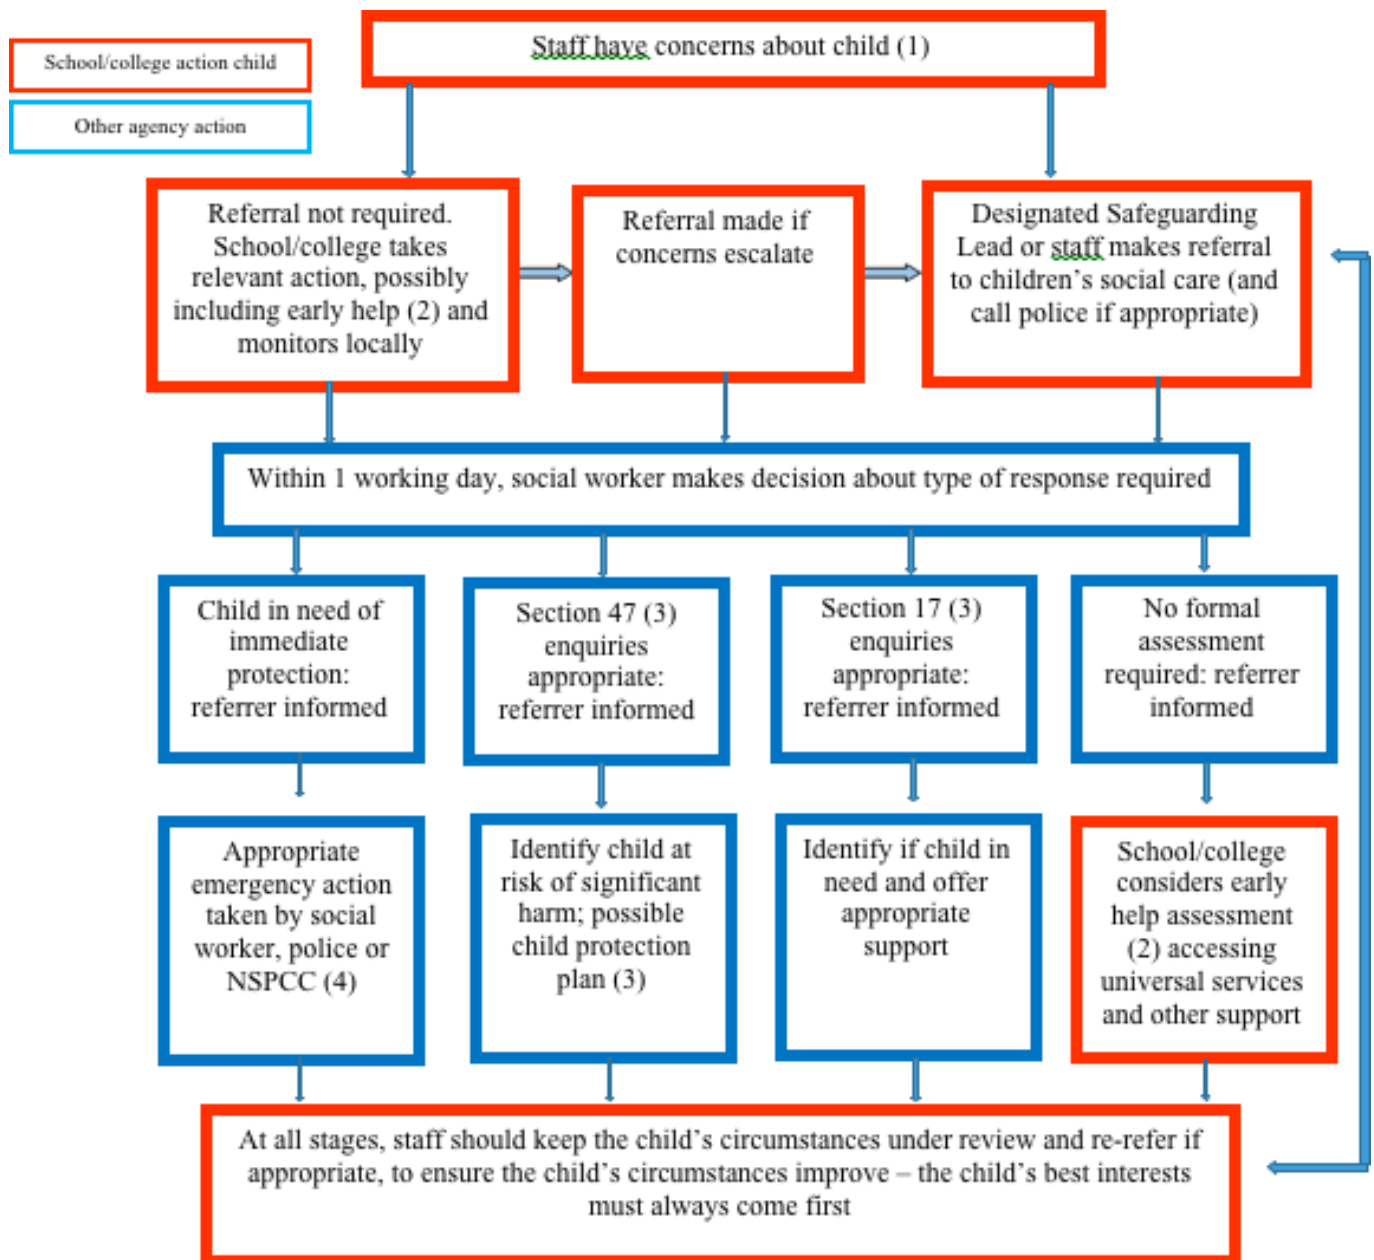 Staff have concerns about child (1)
School/college action child
Other agency action
Referral not required.
School/college takes
relevant action, possibly
including early help (2) and
monitors locally
Referral made if
concerns escalate
Designated Safeguarding
Lead or staff makes referral
to children’s social care (and
call police if appropriate)
Within 1 working day, social worker makes decision about type of response required
Child in need of
immediate
protection:
referrer informed
Section 47 (3)
enquiries
appropriate:
referrer informed
Section 17 (3)
enquiries
appropriate:
referrer informed
No formal
assessment
required: referrer
informed
Appropriate
emergency action
taken by social
worker, police or
NSPCC (4)
Identify child at
risk of significant
harm; possible
child protection
plan (3)
Identify if child in
need and offer
appropriate
support
School/college
considers early
help assessment
(2) accessing
universal services
and other support
At all stages, staff should keep the child’s circumstances under review and re-refer if
appropriate, to ensure the child’s circumstances improve – the child’s best interests
must always come first